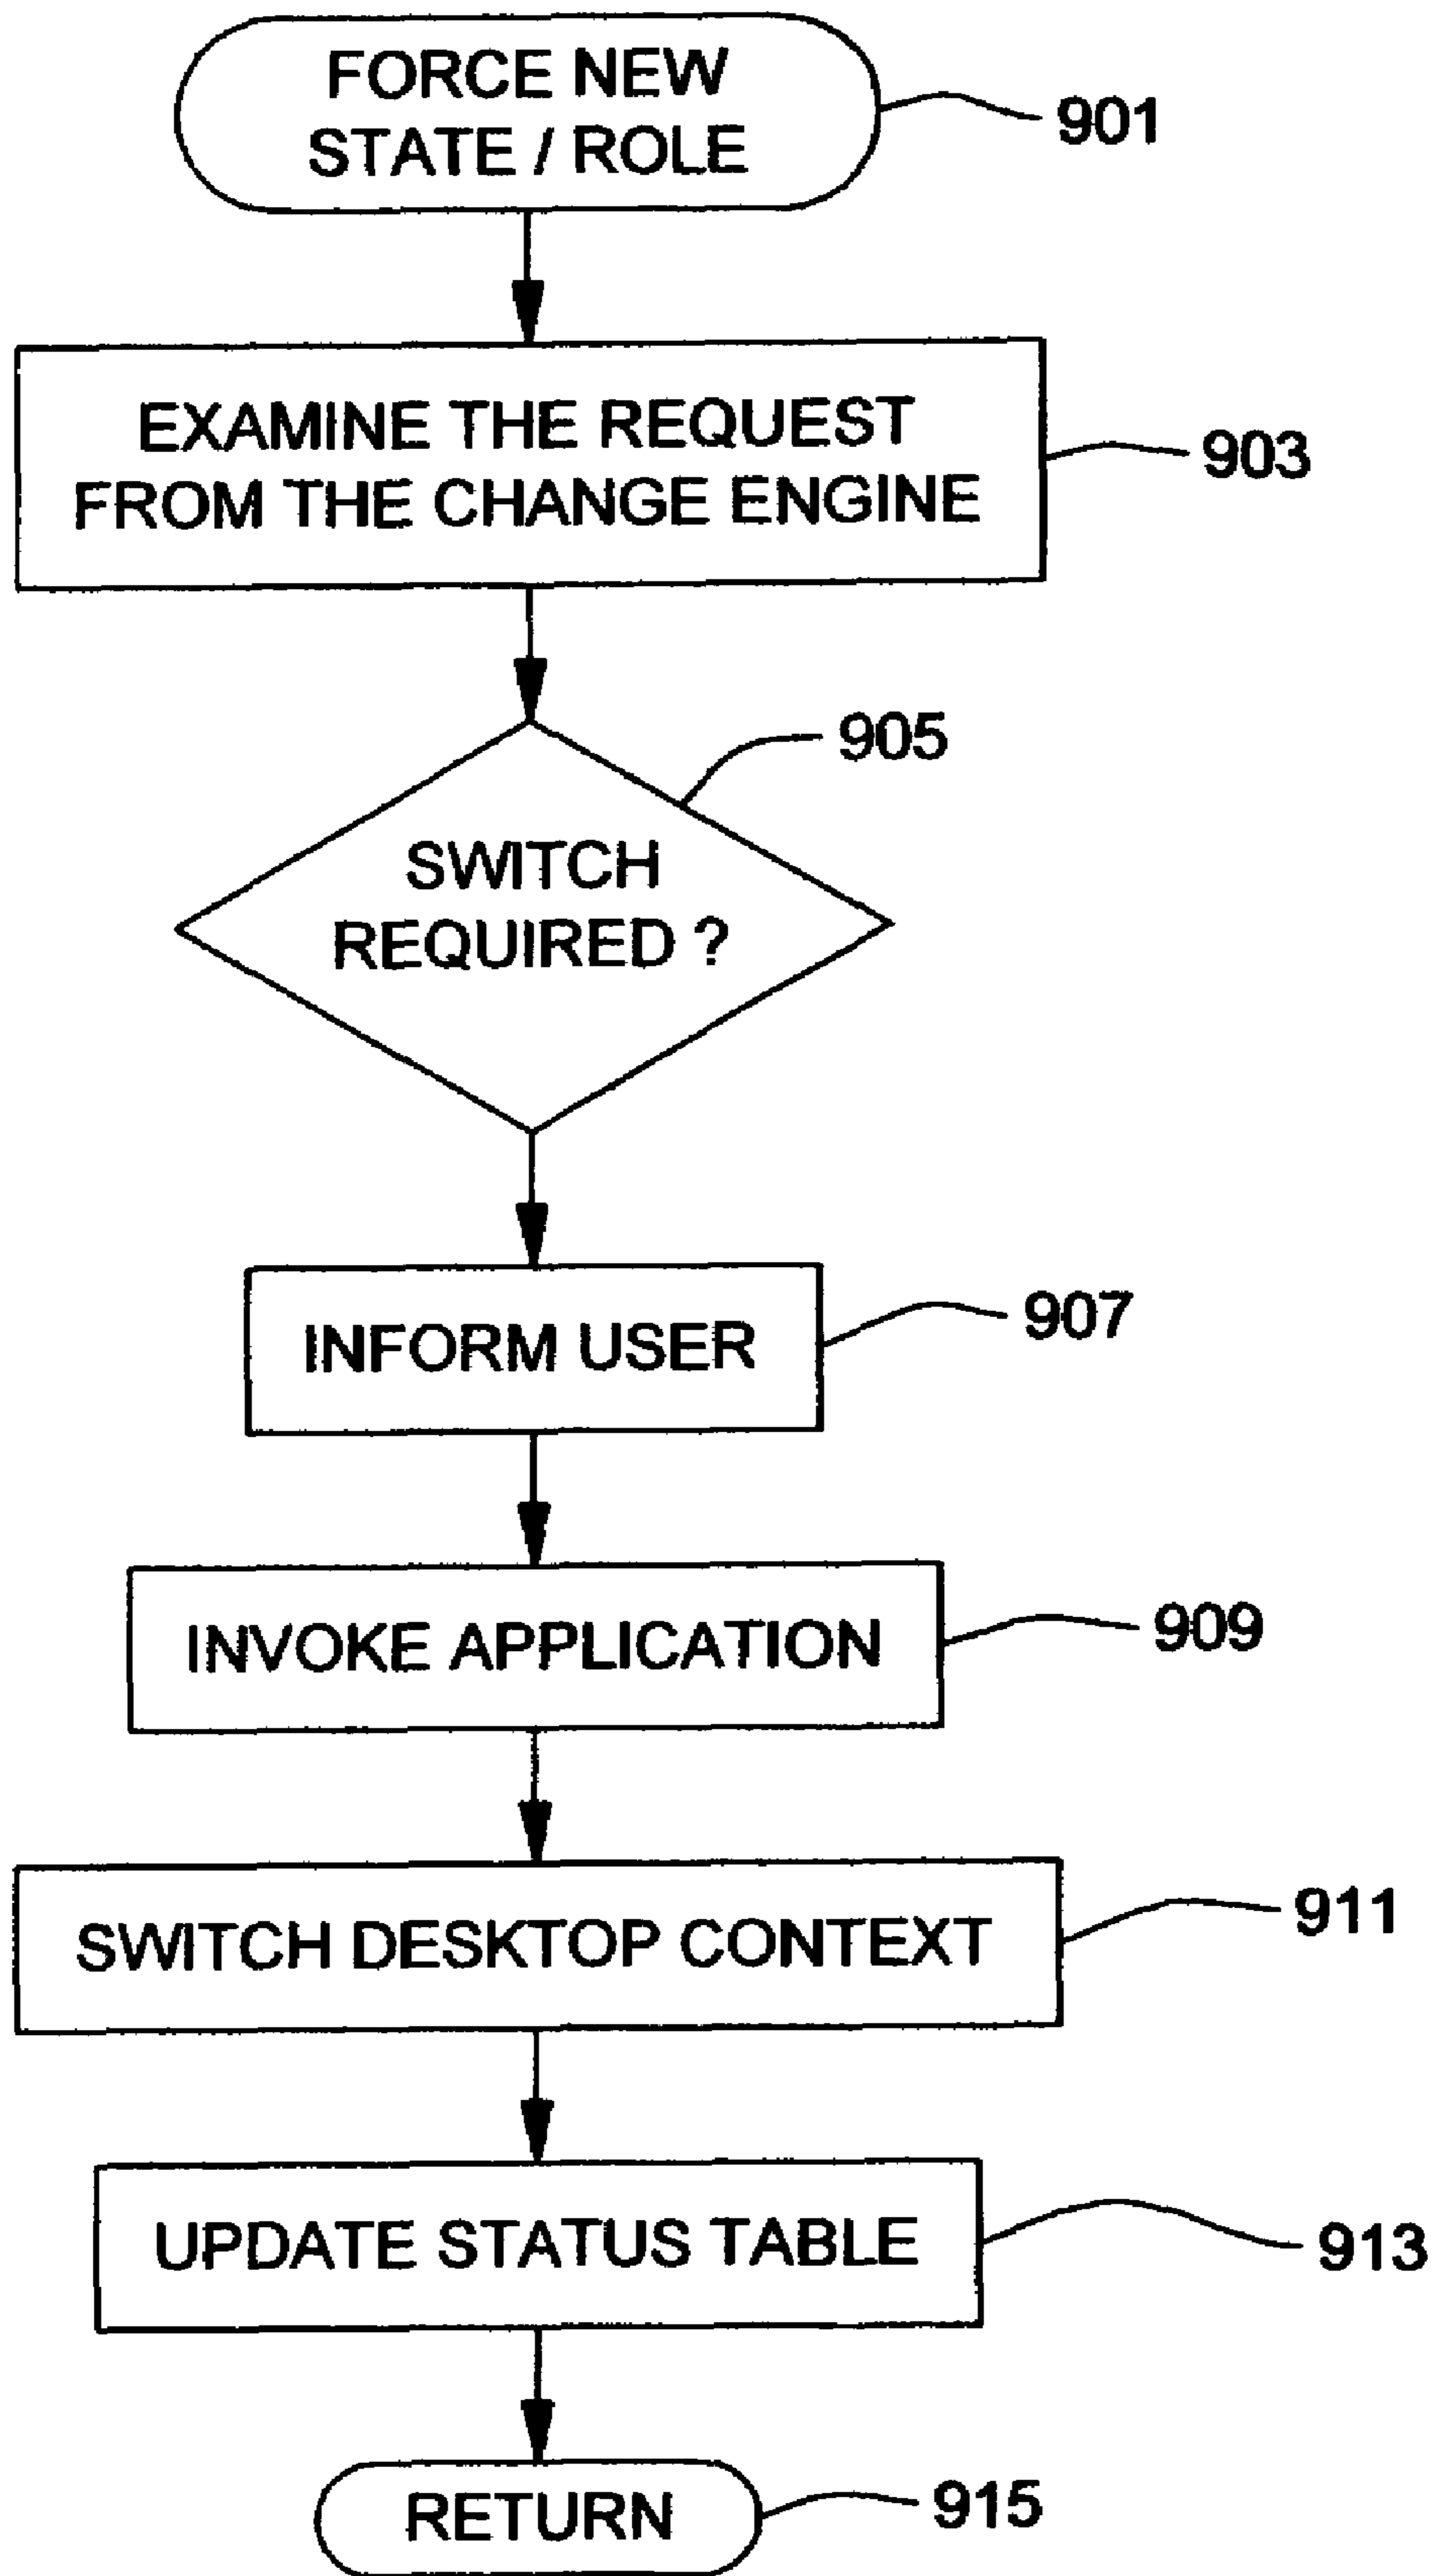 FORCE NEW
STATE / ROLE
901
EXAMINE THE REQUEST
FROM THE CHANGE ENGINE
903
905
SWITCH
REQUIRED ?
INFORM USER
907
INVOKE APPLICATION
909
SWITCH DESKTOP CONTEXT
911
UPDATE STATUS TABLE
913
RETURN
915